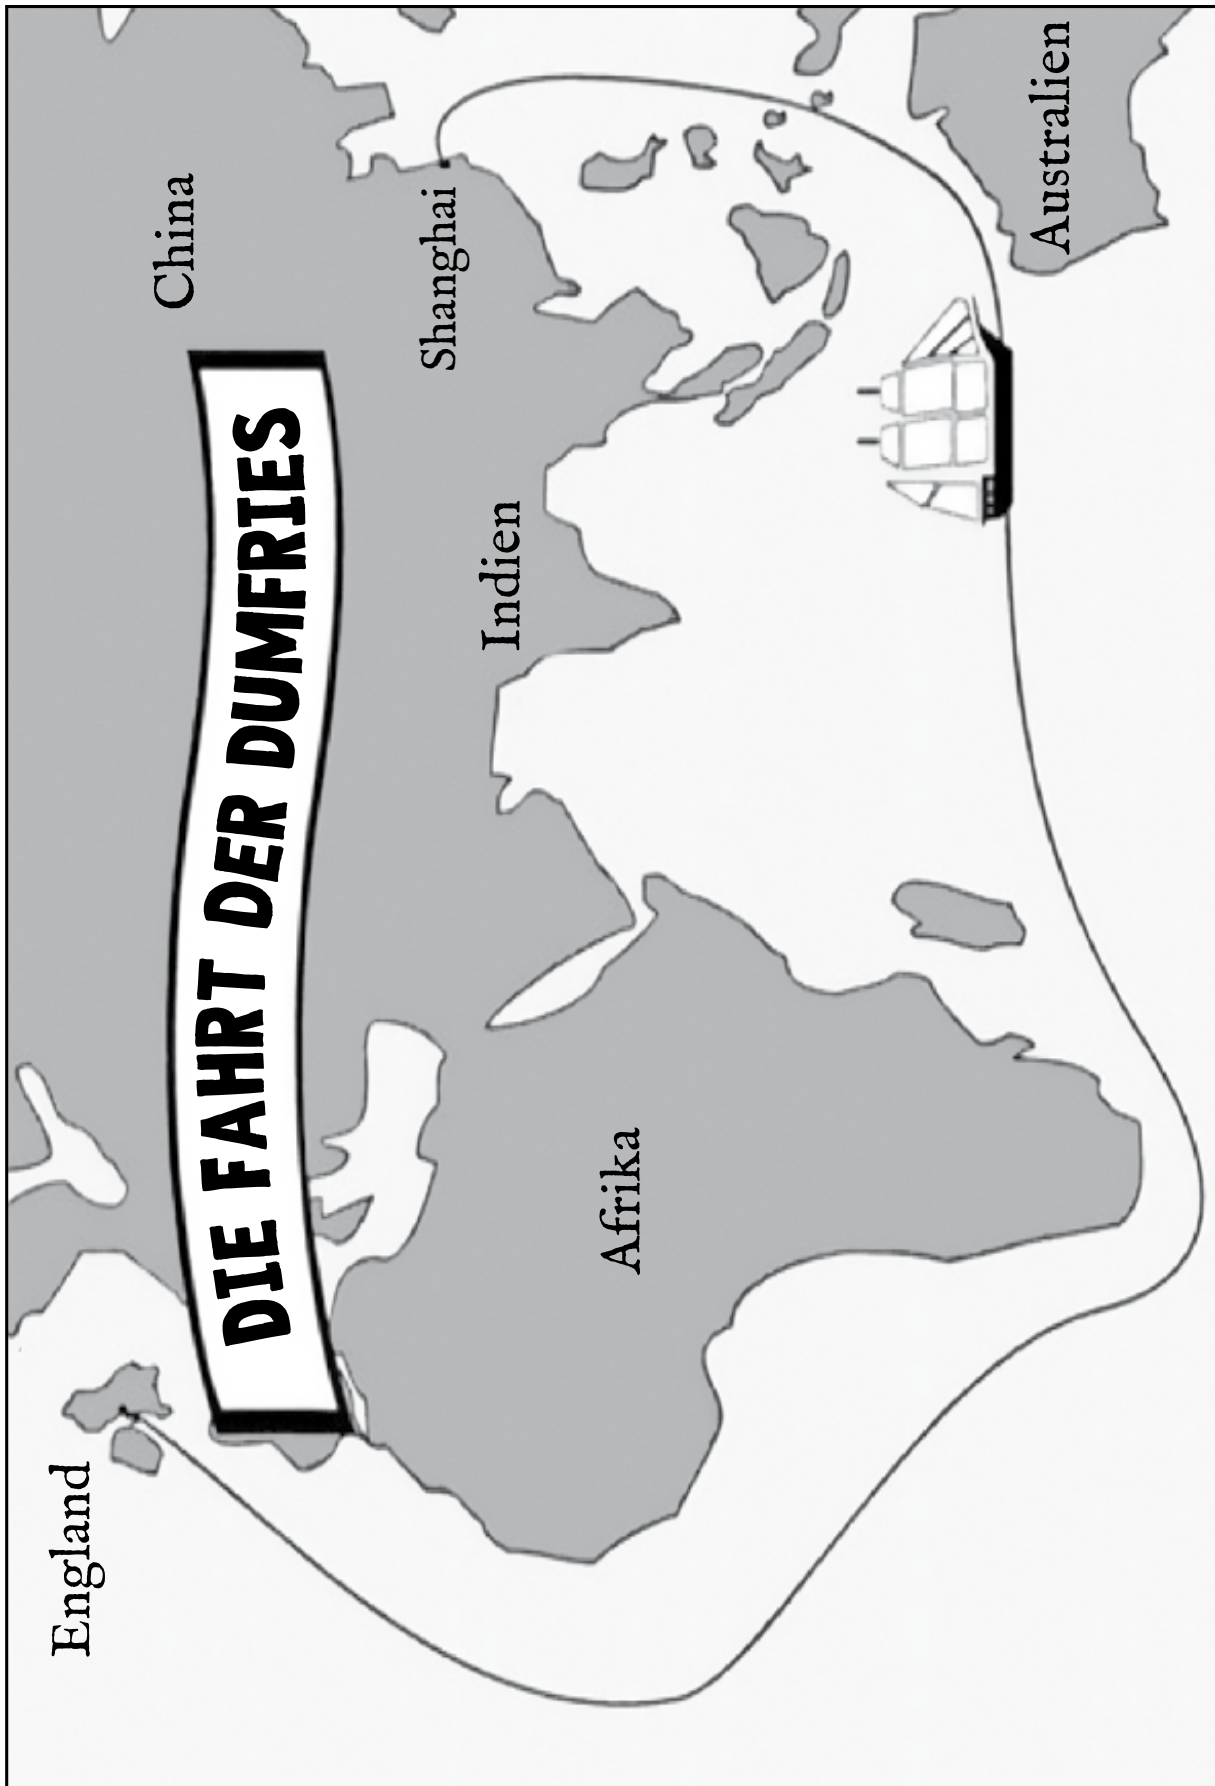 DIE FAHRT DER DUMFRIES
England
China
Shanghai
Indien
Afrika
Australien